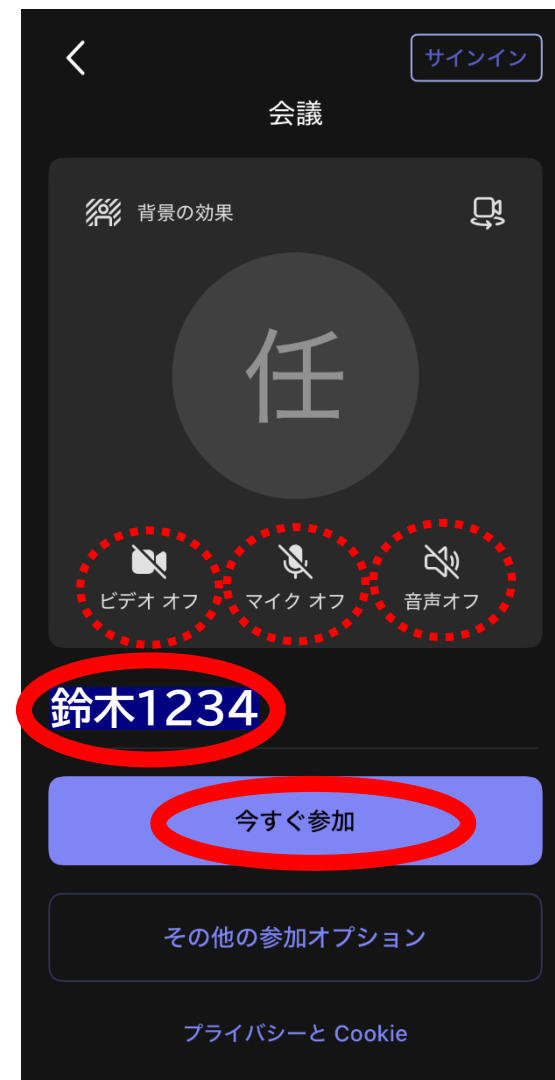 サインイン
会議
背景の効果
任
ビデオ オフ
マイク オフ
音声オフ
鈴木1234
今すぐ参加
その他の参加オプション
プライバシーと Cookie